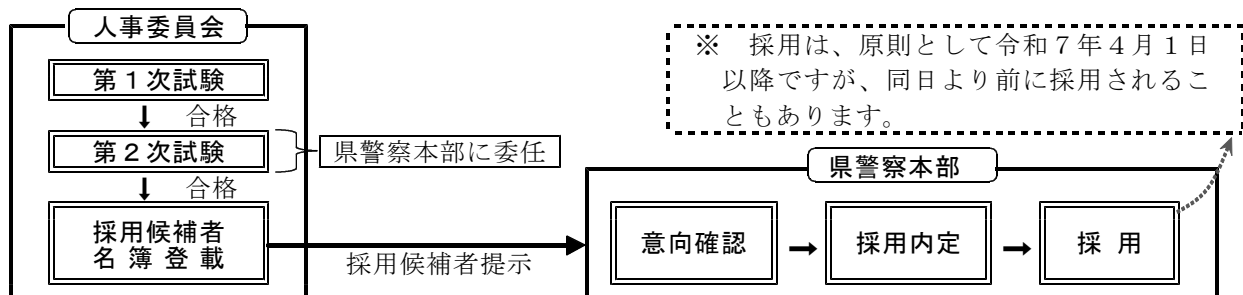 人事委員会
第１次試験
合格
第２次試験
県警察本部に委任
合格
採用候補者
名簿登載
採用候補者提示
※　採用は、原則として令和７年４月１日
以降ですが、同日より前に採用されるこ
ともあります。
県警察本部
意向確認
採用内定
採用